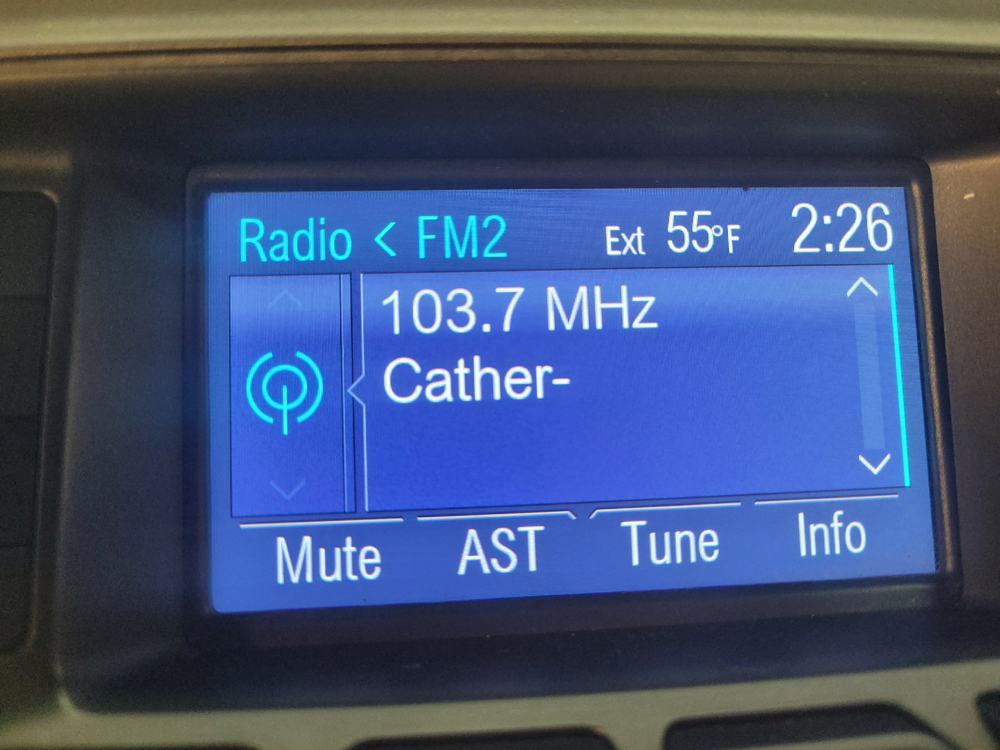 Radio < FM2 Ext 55°F 2:26
103.7 MHz
Cather-
Mute AST Tune Info